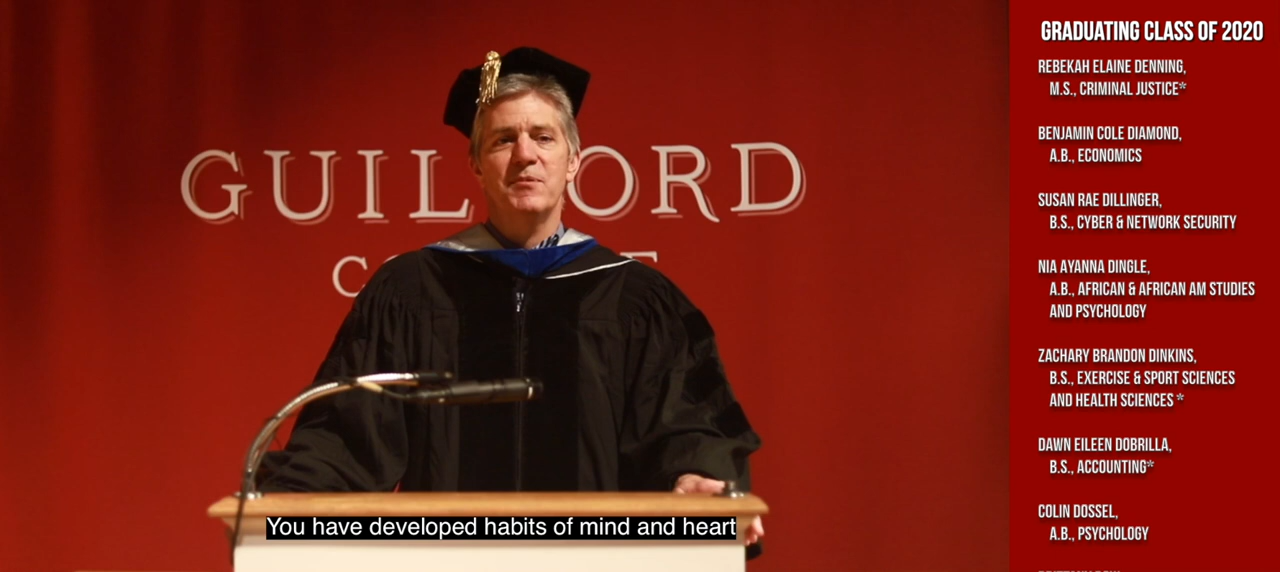 GUILFORD
You have developed habits of mind and heart
GRADUATING CLASS OF 2020
REBEKAH ELAINE DENNING,
M.S., CRIMINAL JUSTICE*
BENJAMIN COLE DIAMOND,
A.B., ECONOMICS
SUSAN RAE DILLINGER,
B.S., CYBER & NETWORK SECURITY
NIA AYANNA DINGLE,
A.B., AFRICAN & AFRICAN AM STUDIES
AND PSYCHOLOGY
ZACHARY BRANDON DINKINS,
B.S., EXERCISE & SPORT SCIENCES
AND HEALTH SCIENCES *
DAWN EILEEN DOBRILLA,
B.S., ACCOUNTING*
COLIN DOSSEL,
A.B., PSYCHOLOGY